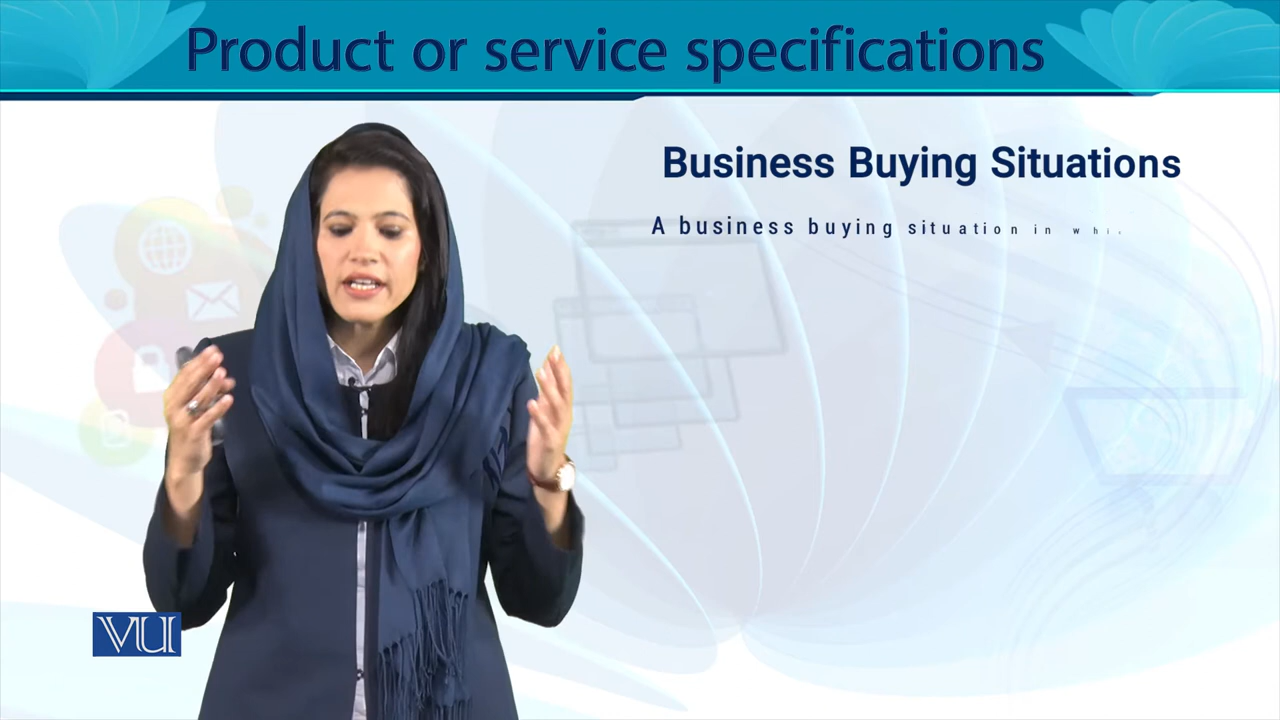 Product or service specifications
Business Buying Situations
A business buying situation in
VU